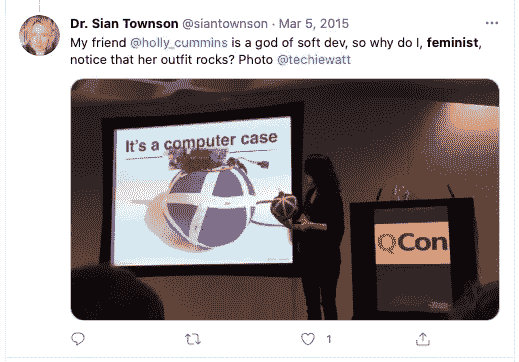 Dr. Sian Townson @siantownson · Mar 5, 2015
My friend @holly_cummins is a god of soft dev, so why do I, feminist,
notice that her outfit rocks? Photo @techiewatt
It's a computer case
QCon
1